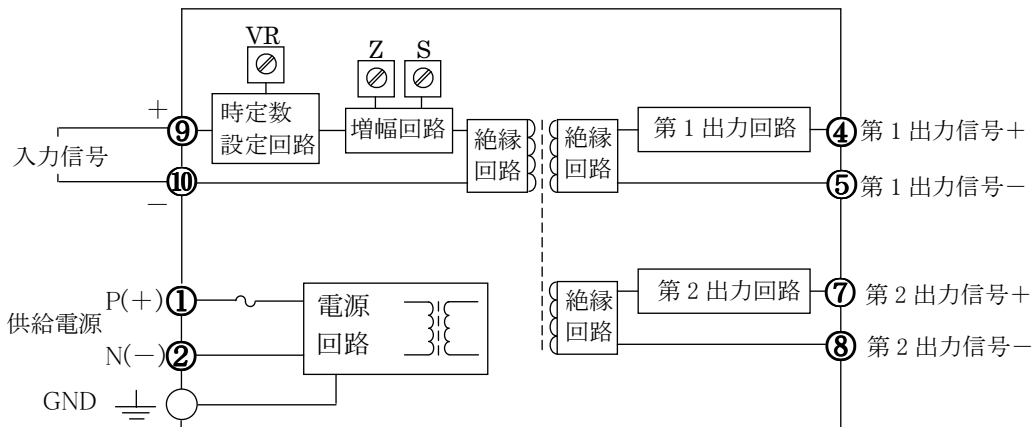 VR
Z
S
+
⑨
時定数
設定回路
増幅回路
絶縁
回路
絶縁
回路
第1出力回路
④
第1出力信号+
入力信号
⑩
−
⑤
第1出力信号−
P(+)
①
供給電源
N(−)
②
GND
電源
回路
絶縁
回路
第2出力回路
⑦
第2出力信号+
⑧
第2出力信号−